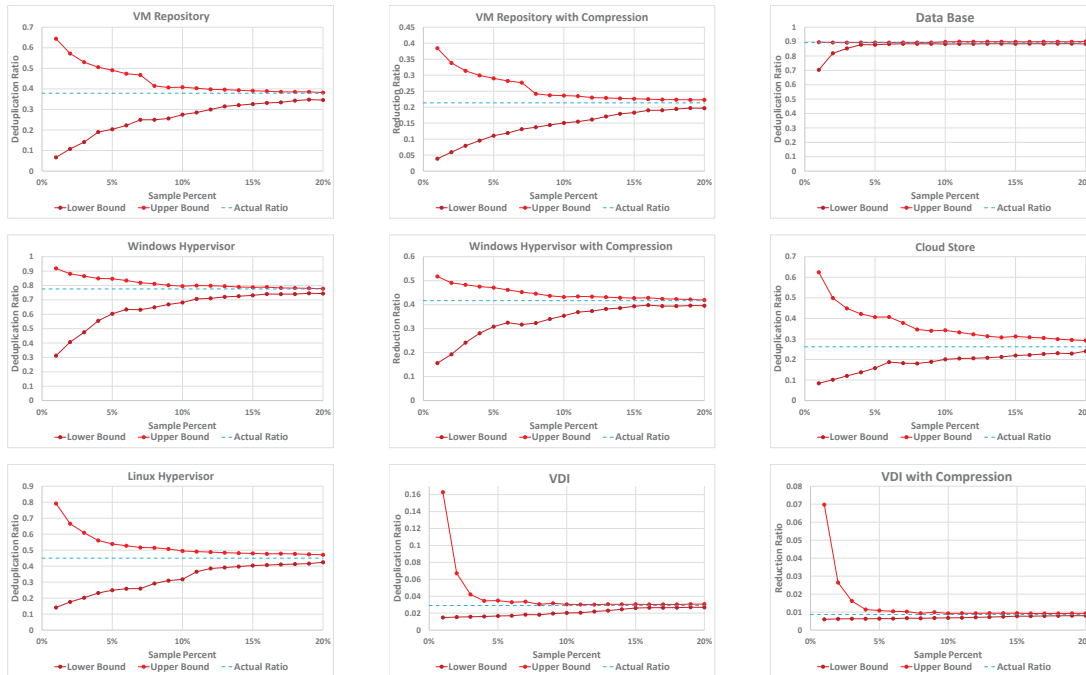 VM Repository
Deduplication Ratio
0.7
0.6
0.5
0.4
0.3
0.2
0.1
0
0% 5% 10% 15% 20%
Sample Percent
Lower Bound Upper Bound Actual Ratio
VM Repository with Compression
Reduction Ratio
0.45
0.4
0.35
0.3
0.25
0.2
0.15
0.1
0.05
0
0% 5% 10% 15% 20%
Sample Percent
Lower Bound Upper Bound Actual Ratio
Data Base
Deduplication Ratio
1
0.9
0.8
0.7
0.6
0.5
0.4
0.3
0.2
0.1
0
0% 5% 10% 15% 20%
Sample Percent
Lower Bound Upper Bound Actual Ratio
Windows Hypervisor
Deduplication Ratio
1
0.9
0.8
0.7
0.6
0.5
0.4
0.3
0.2
0.1
0
0% 5% 10% 15% 20%
Sample Percent
Lower Bound Upper Bound Actual Ratio
Windows Hypervisor with Compression
Reduction Ratio
0.6
0.5
0.4
0.3
0.2
0.1
0
0% 5% 10% 15% 20%
Sample Percent
Lower Bound Upper Bound Actual Ratio
Cloud Store
Deduplication Ratio
0.7
0.6
0.5
0.4
0.3
0.2
0.1
0
0% 5% 10% 15% 20%
Sample Percent
Lower Bound Upper Bound Actual Ratio
Linux Hypervisor
Deduplication Ratio
0.9
0.8
0.7
0.6
0.5
0.4
0.3
0.2
0.1
0
0% 5% 10% 15% 20%
Sample Percent
Lower Bound Upper Bound Actual Ratio
VDI
Deduplication Ratio
0.16
0.14
0.12
0.1
0.08
0.06
0.04
0.02
0
0% 5% 10% 15% 20%
Sample Percent
Lower Bound Upper Bound Actual Ratio
VDI with Compression
Reduction Ratio
0.08
0.07
0.06
0.05
0.04
0.03
0.02
0.01
0
0% 5% 10% 15% 20%
Sample Percent
Lower Bound Upper Bound Actual Ratio